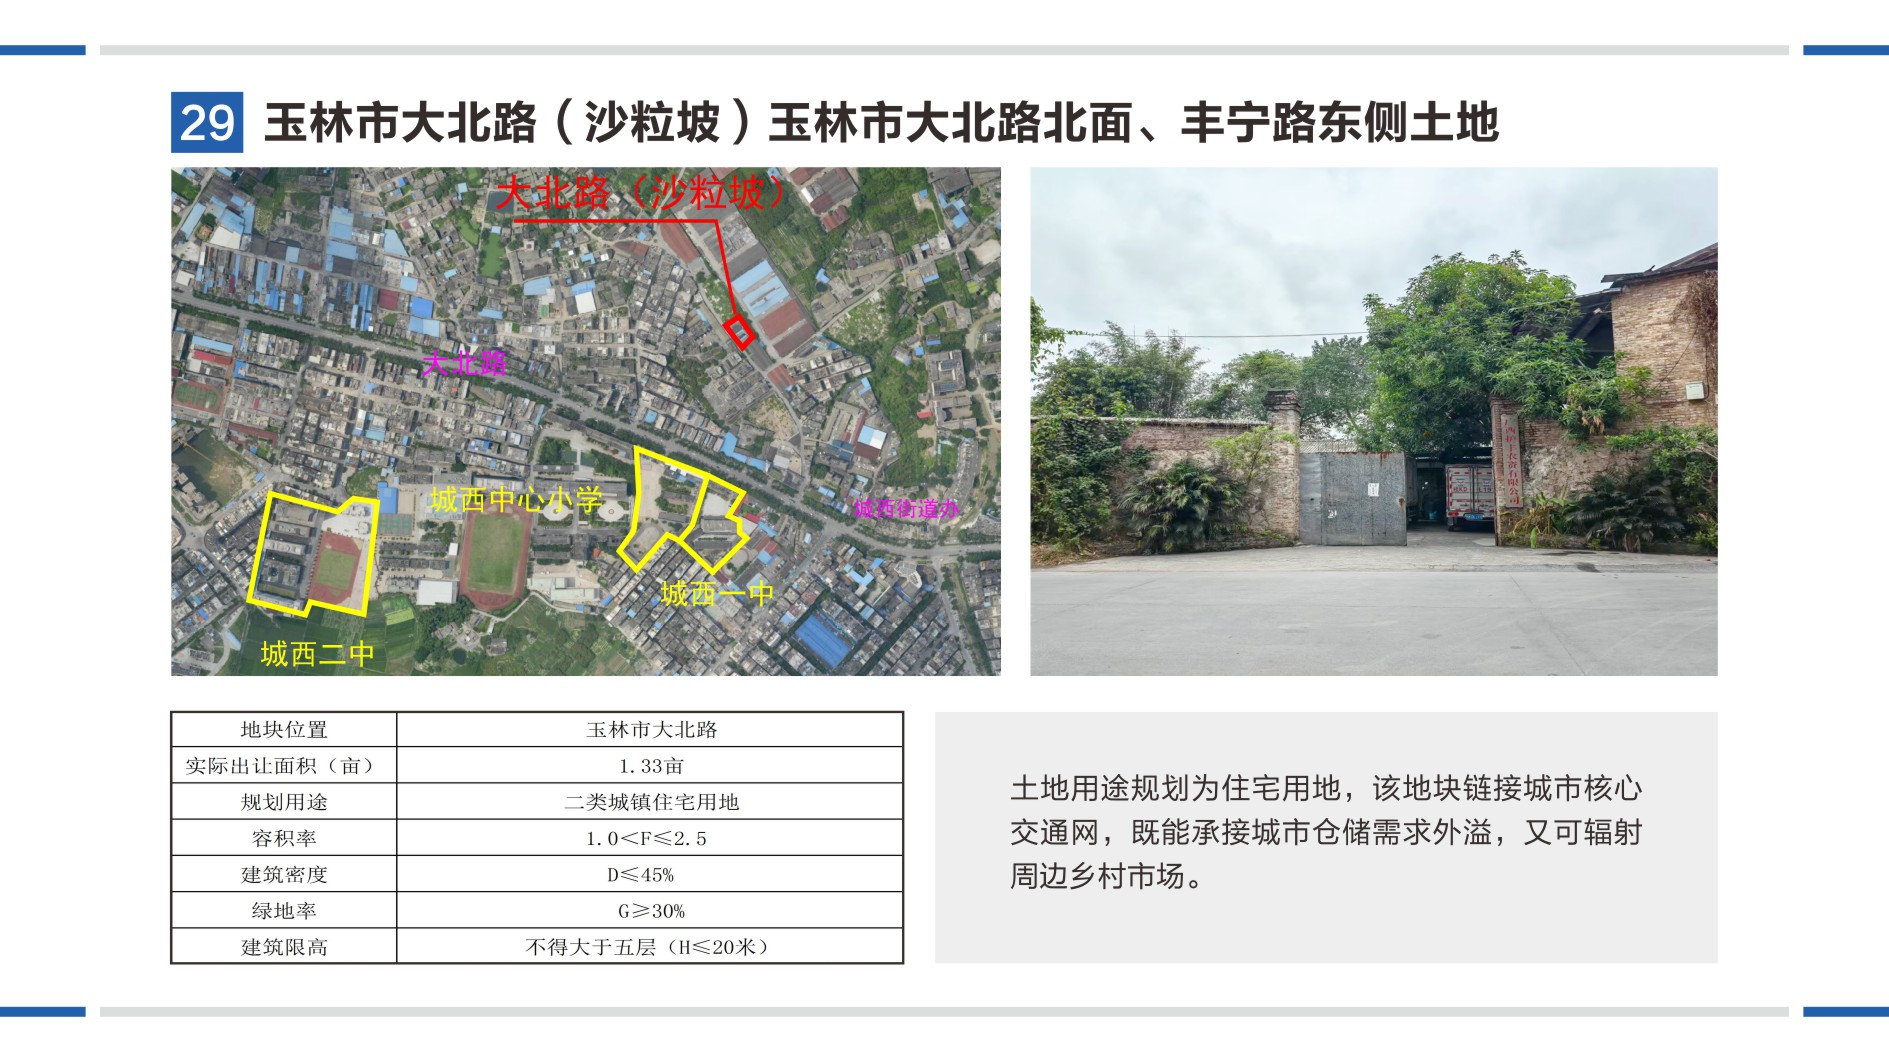 29 玉林市大北路（沙粒坡）玉林市大北路北面、丰宁路东侧土地
大北路（沙粒坡）
大北路
城西中心小学
城西街道办
城西一中
城西二中
地块位置 玉林市大北路
实际出让面积（亩） 1.33亩
规划用途 二类城镇住宅用地
容积率 1.0＜F≤2.5
建筑密度 D≤45%
绿地率 G≥30%
建筑限高 不得大于五层（H≤20米）
土地用途规划为住宅用地，该地块链接城市核心
交通网，既能承接城市仓储需求外溢，又可辐射
周边乡村市场。